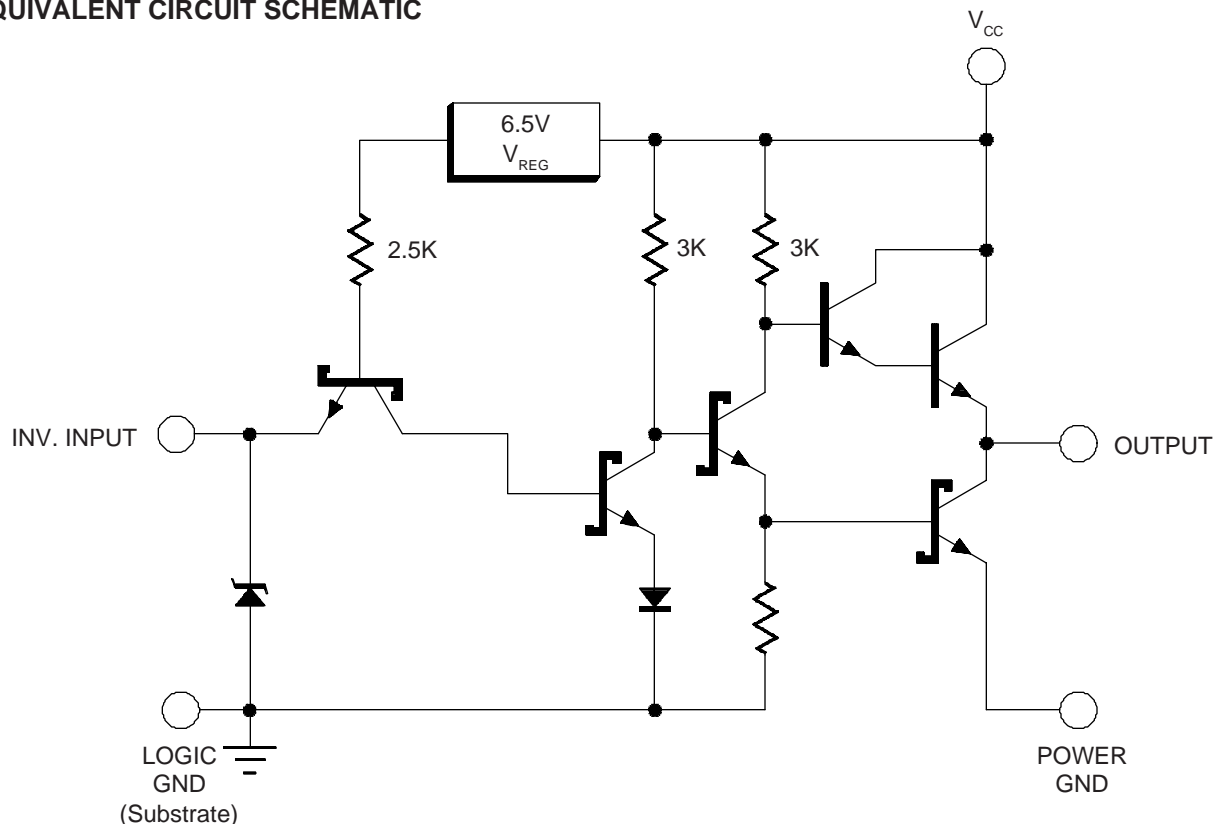 QUIVALENT CIRCUIT SCHEMATIC
VCC
6.5V
VREG
2.5K
3K
3K
INV. INPUT
OUTPUT
LOGIC
GND
(Substrate)
POWER
GND